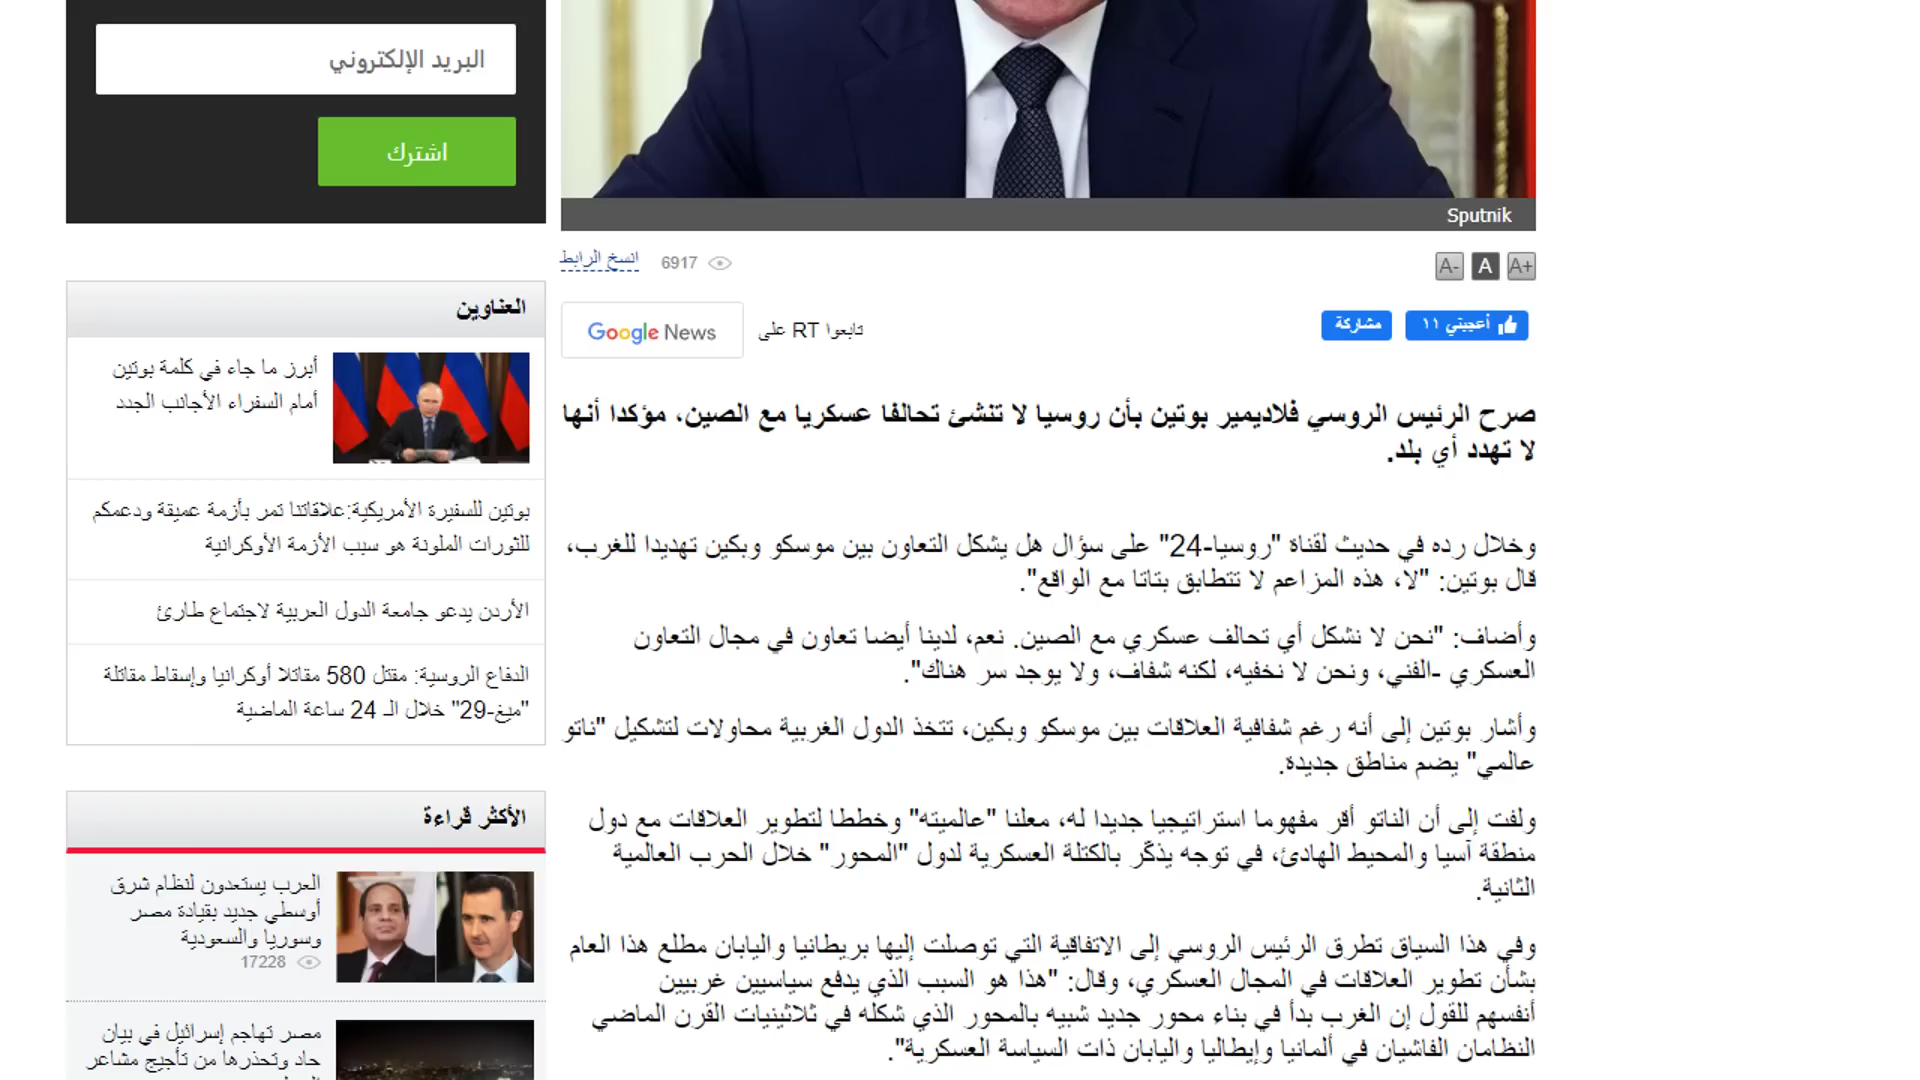 Sputnik
A- A A+
6917 انسخ الرابط
أعجبني ١١ مشاركة
تابعوا RT على Google News
صرح الرئيس الروسي فلاديمير بوتين بأن روسيا لا تنشئ تحالفا عسكريا مع الصين، مؤكدا أنها
لا تهدد أي بلد.
وخلال رده في حديث لقناة "روسيا-24" على سؤال هل يشكل التعاون بين موسكو وبكين تهديدا للغرب،
قال بوتين: "لا، هذه المزاعم لا تتطابق بتاتا مع الواقع".
وأضاف: "نحن لا نشكل أي تحالف عسكري مع الصين. نعم، لدينا أيضا تعاون في مجال التعاون
العسكري -الفني، ونحن لا نخفيه، لكنه شفاف، ولا يوجد سر هناك".
وأشار بوتين إلى أنه رغم شفافية العلاقات بين موسكو وبكين، تتخذ الدول الغربية محاولات لتشكيل "ناتو
عالمي" يضم مناطق جديدة.
ولفت إلى أن الناتو أقر مفهوما استراتيجيا جديدا له، معلنا "عالميته" وخططا لتطوير العلاقات مع دول
منطقة آسيا والمحيط الهادئ، في توجه يذكّر بالكتلة العسكرية لدول "المحور" خلال الحرب العالمية
الثانية.
وفي هذا السياق تطرق الرئيس الروسي إلى الاتفاقية التي توصلت إليها بريطانيا واليابان مطلع هذا العام
بشأن تطوير العلاقات في المجال العسكري، وقال: "هذا هو السبب الذي يدفع سياسيين غربيين
أنفسهم للقول إن الغرب بدأ في بناء محور جديد شبيه بالمحور الذي شكله في ثلاثينيات القرن الماضي
النظامان الفاشيان في ألمانيا وإيطاليا واليابان ذات السياسة العسكرية".
البريد الإلكتروني
اشترك
العناوين
أبرز ما جاء في كلمة بوتين
أمام السفراء الأجانب الجدد
بوتين للسفيرة الأمريكية:علاقاتنا تمر بأزمة عميقة ودعمكم
للثورات الملونة هو سبب الأزمة الأوكرانية
الأردن يدعو جامعة الدول العربية لاجتماع طارئ
الدفاع الروسية: مقتل 580 مقاتلا أوكرانيا وإسقاط مقاتلة
"ميغ-29" خلال الـ 24 ساعة الماضية
الأكثر قراءة
العرب يستعدون لنظام شرق
أوسطي جديد بقيادة مصر
وسوريا والسعودية
17228
مصر تهاجم إسرائيل في بيان
حاد وتحذرها من تأجيج مشاعر